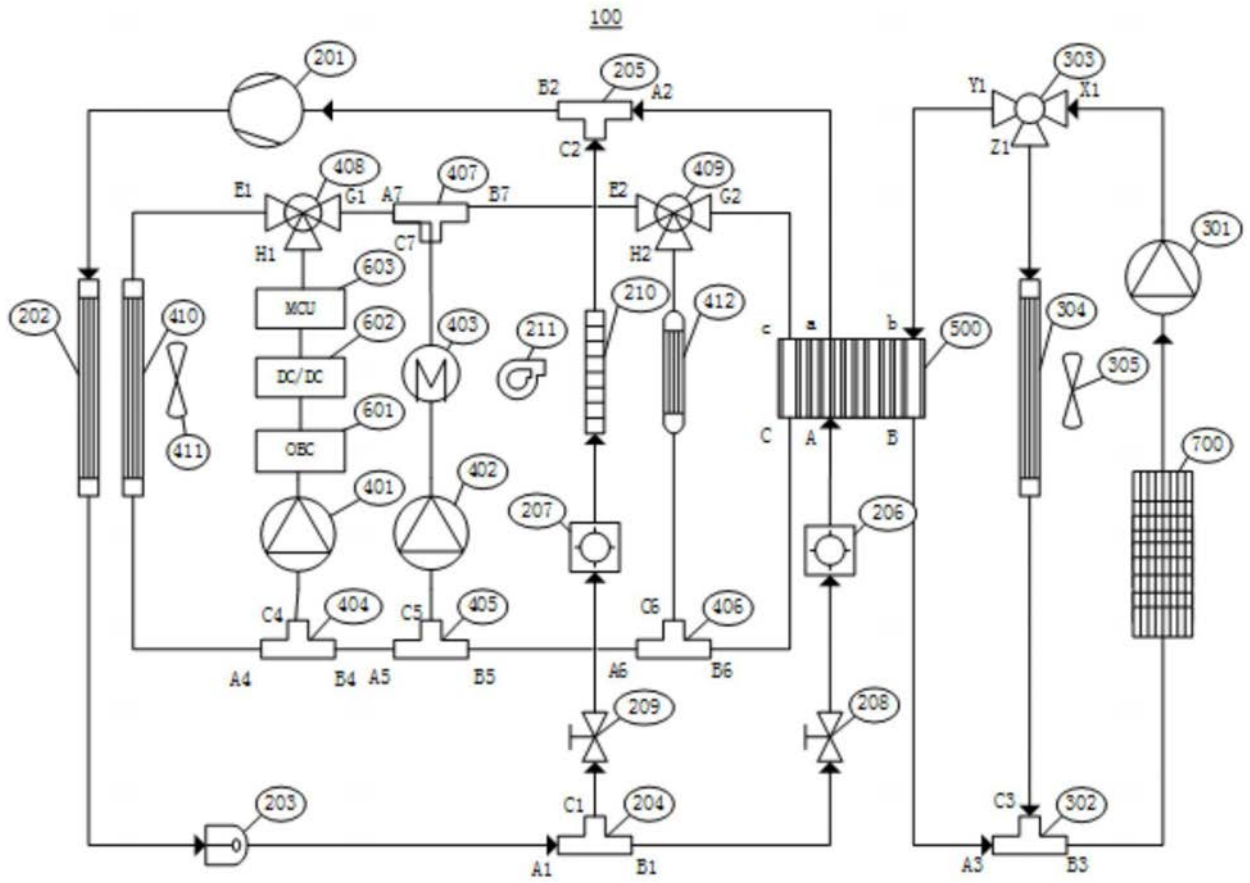 100
201
B2
205
A2
Y1
303
X1
C2
Z1
E1
408
G1
A7
407
B7
E2
409
G2
C7
H1
H2
301
603
MCU
202
410
210
412
c
a
b
602
304
500
403
211
DC/DC
305
601
C
A
B
OBC
411
700
402
401
207
206
C4
404
C5
405
C6
406
A4
B4
A5
B5
A6
B6
209
208
203
C1
204
C3
302
A1
B1
A3
B3